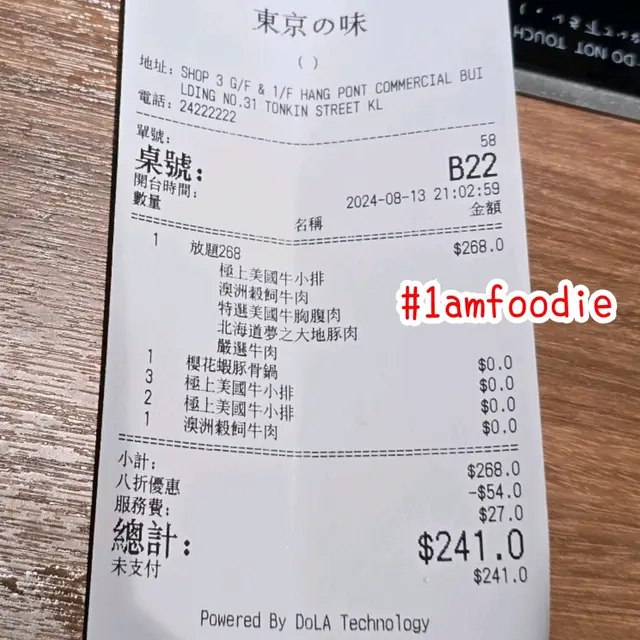 東京の味
( )
地址: SHOP 3 G/F & 1/F HANG PONT COMMERCIAL BUI
LDING NO.31 TONKIN STREET KL
電話: 24222222
單號: 58
桌號: B22
開台時間: 2024-08-13 21:02:59
數量 名稱 金額
1 放題268 $268.0
極上美國牛小排
澳洲穀飼牛肉
特選美國牛胸腹肉
北海道夢之大地豚肉
嚴選牛肉
1 櫻花蝦豚骨鍋 $0.0
3 極上美國牛小排 $0.0
2 極上美國牛小排 $0.0
1 澳洲穀飼牛肉 $0.0
小計: $268.0
八折優惠 -$54.0
服務費: $27.0
總計: $241.0
未支付 $241.0
Powered By DoLA Technology
#1amfoodie
DO NOT TOUCH